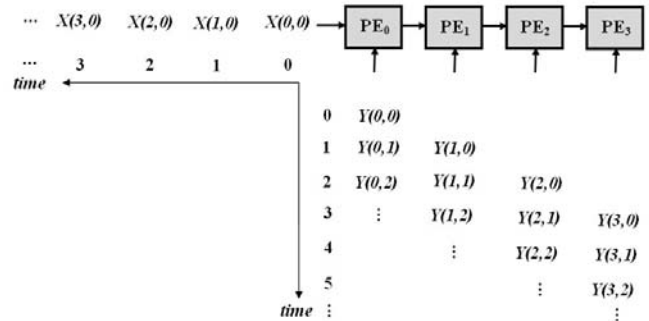 ⋯ X(3,0) X(2,0) X(1,0) X(0,0) PE₀ PE₁ PE₂ PE₃
⋯ 3 2 1 0
time
0 Y(0,0)
1 Y(0,1) Y(1,0)
2 Y(0,2) Y(1,1) Y(2,0)
3 ⋮ Y(1,2) Y(2,1) Y(3,0)
4 ⋮ Y(2,2) Y(3,1)
5 ⋮ Y(3,2)
time ⋮ ⋮